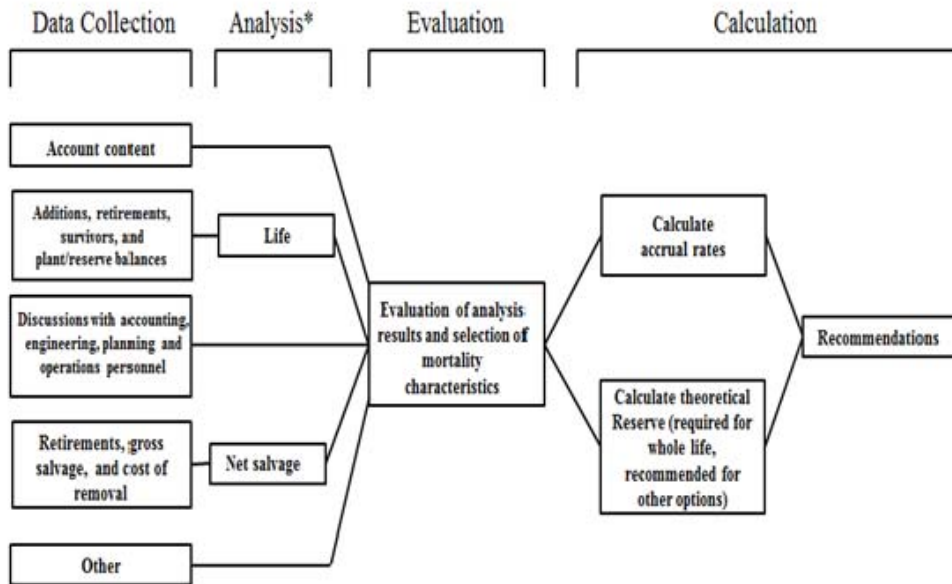 Data Collection
Analysis*
Evaluation
Calculation
Account content
Additions, retirements,
survivors, and
plant/reserve balances
Life
Discussions with accounting,
engineering, planning and
operations personnel
Retirements, gross
salvage, and cost of
removal
Net salvage
Other
Evaluation of analysis
results and selection of
mortality
characteristics
Calculate
accrual rates
Calculate theoretical
Reserve (required for
whole life,
recommended for
other options)
Recommendations